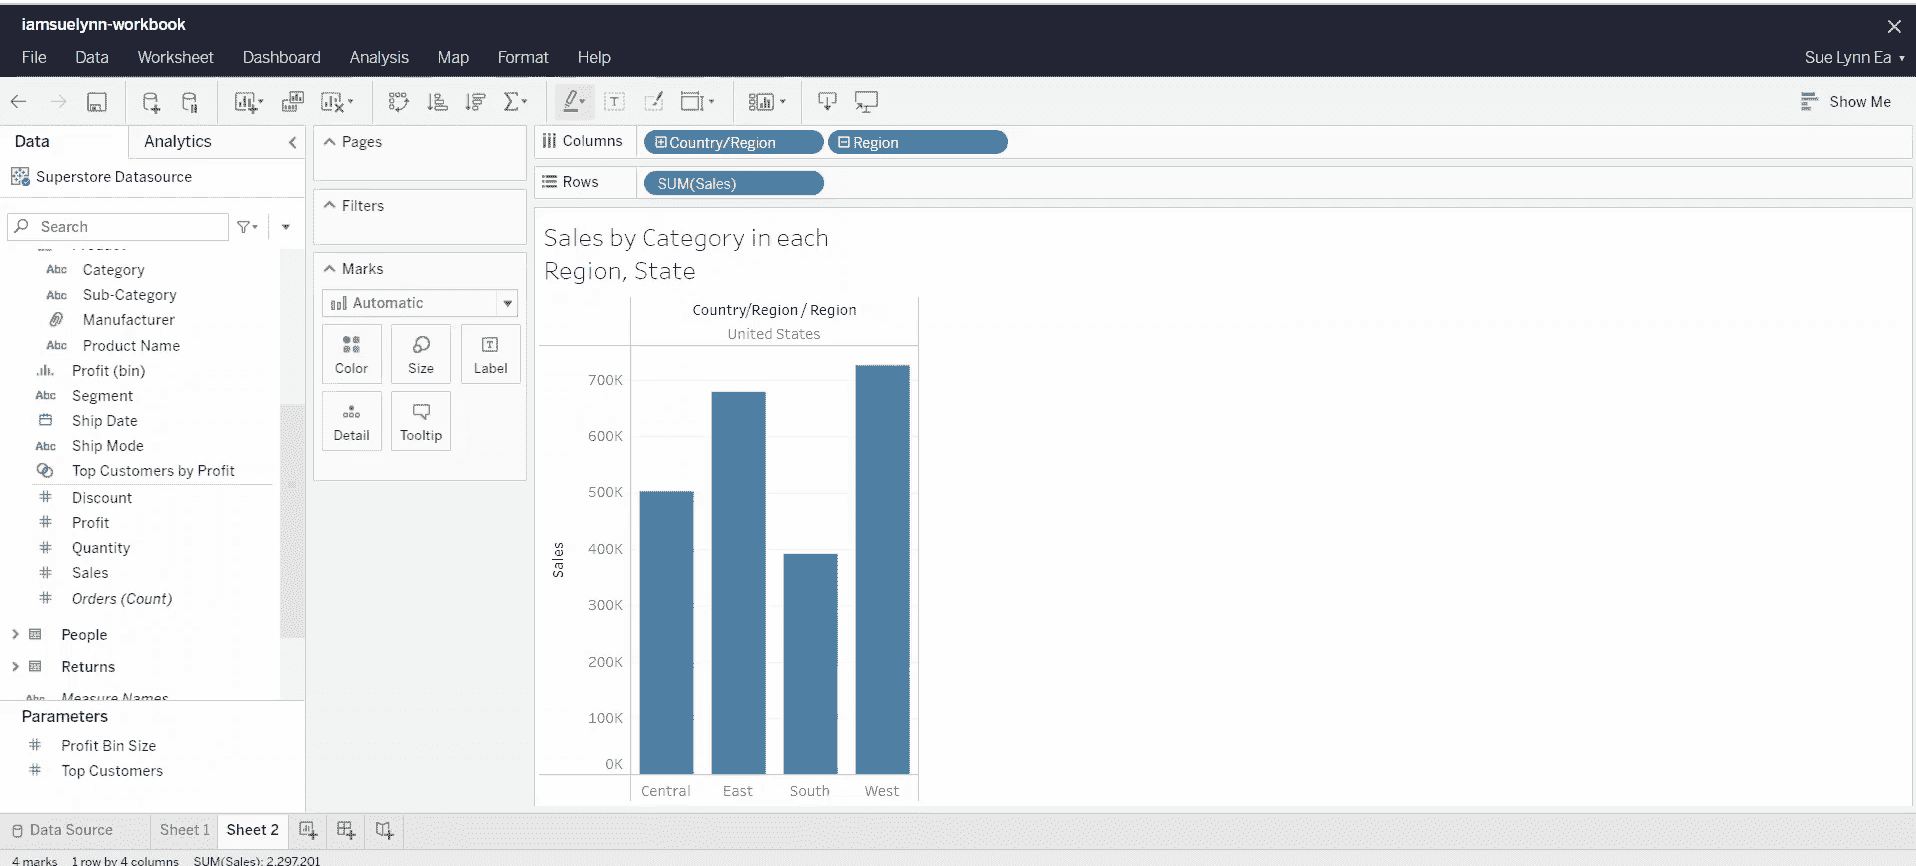 iamsuelynn-workbook
File Data Worksheet Dashboard Analysis Map Format Help
Sue Lynn Ea
Show Me
Data Analytics
Superstore Datasource
Search
Category
Sub-Category
Manufacturer
Product Name
Profit (bin)
Segment
Ship Date
Ship Mode
Top Customers by Profit
Discount
Profit
Quantity
Sales
Orders (Count)
People
Returns
Measure Names
Parameters
Profit Bin Size
Top Customers
Pages
Filters
Marks
Automatic
Color Size Label
Detail Tooltip
Columns Country/Region Region
Rows SUM(Sales)
Sales by Category in each
Region, State
Country/Region / Region
United States
Sales
700K
600K
500K
400K
300K
200K
100K
0K
Central East South West
Data Source Sheet 1 Sheet 2
4 marks 1 row by 4 columns SUM(Sales): 2,297,201